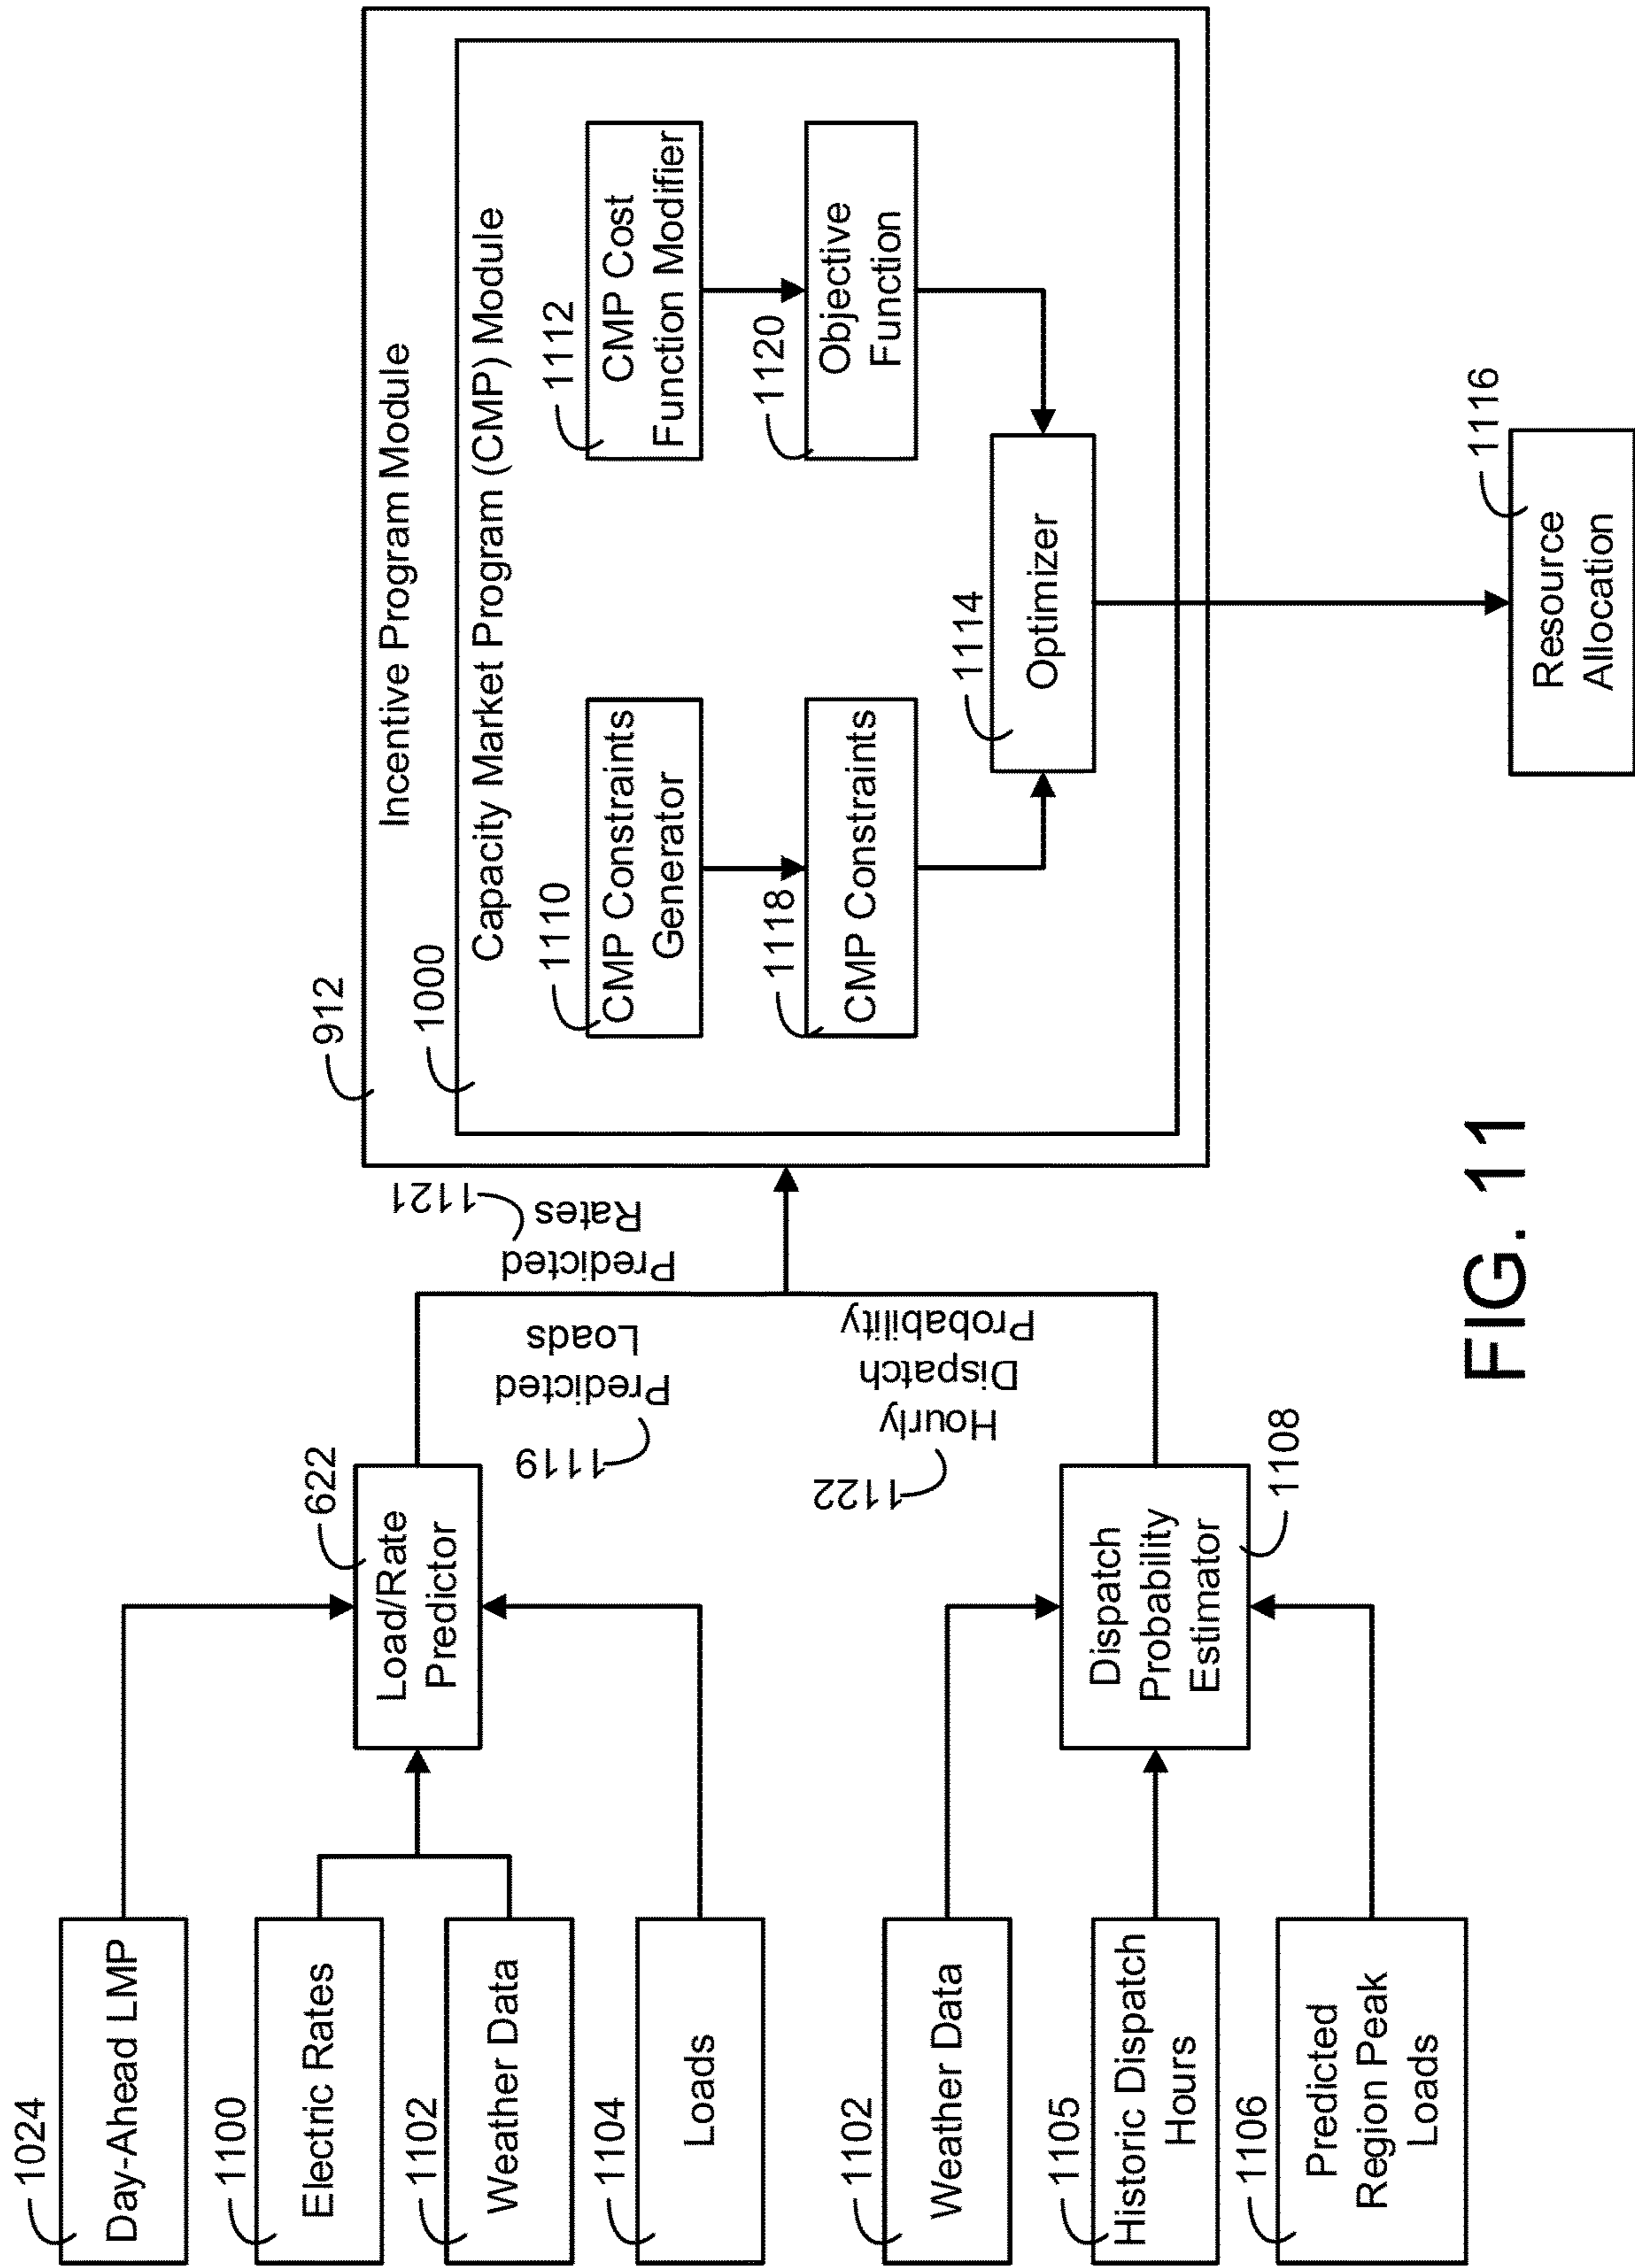 1024
Day-Ahead LMP
1100
Electric Rates
1102
Weather Data
1104
Loads
622
Load/Rate
Predictor
1119
Predicted
Loads
Predicted
Rates
1121
1102
Weather Data
1105
Historic Dispatch
Hours
1106
Predicted
Region Peak
Loads
Dispatch
Probability
Estimator
1108
1122
Hourly
Dispatch
Probability
912
Incentive Program Module
1000
Capacity Market Program (CMP) Module
1110
CMP Constraints
Generator
1118
CMP Constraints
1112
CMP Cost
Function Modifier
1120
Objective
Function
1114
Optimizer
1116
Resource
Allocation
FIG. 11